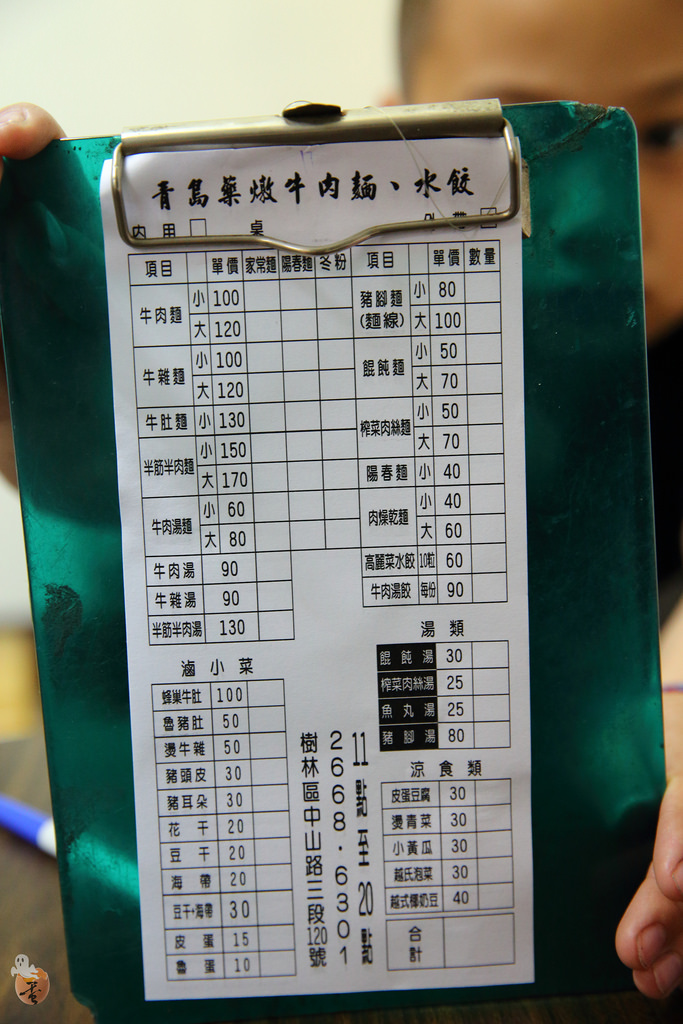 青島藥燉牛肉麵、水餃
內用 桌 外帶
項目 單價 家常麵 陽春麵 冬粉
牛肉麵 小 100
大 120
牛雜麵 小 100
大 120
牛肚麵 小 130
半筋半肉麵 小 150
大 170
牛肉湯麵 小 60
大 80
牛肉湯 90
牛雜湯 90
半筋半肉湯 130
項目 單價 數量
豬腳麵(麵線) 小 80
大 100
餛飩麵 小 50
大 70
榨菜肉絲麵 小 50
大 70
陽春麵 小 40
肉燥乾麵 小 40
大 60
高麗菜水餃 10粒 60
牛肉湯餃 每份 90
滷小菜
蜂巢牛肚 100
魯豬肚 50
燙牛雜 50
豬頭皮 30
豬耳朵 30
花干 20
豆干 20
海帶 20
豆干+海帶 30
皮蛋 15
魯蛋 10
湯類
餛飩湯 30
榨菜肉絲湯 25
魚丸湯 25
豬腳湯 80
涼食類
皮蛋豆腐 30
燙青菜 30
小黃瓜 30
越氏泡菜 30
越式椰奶豆 40
合計
11點至20點
2668·6301
樹林區中山路三段120號